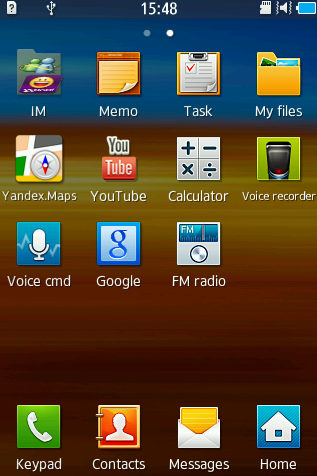 15:48
IM
Memo
Task
My files
You
Tube
Yandex.Maps
YouTube
Calculator
Voice recorder
g
FM
Voice cmd
Google
FM radio
Keypad
Contacts
Messages
Home